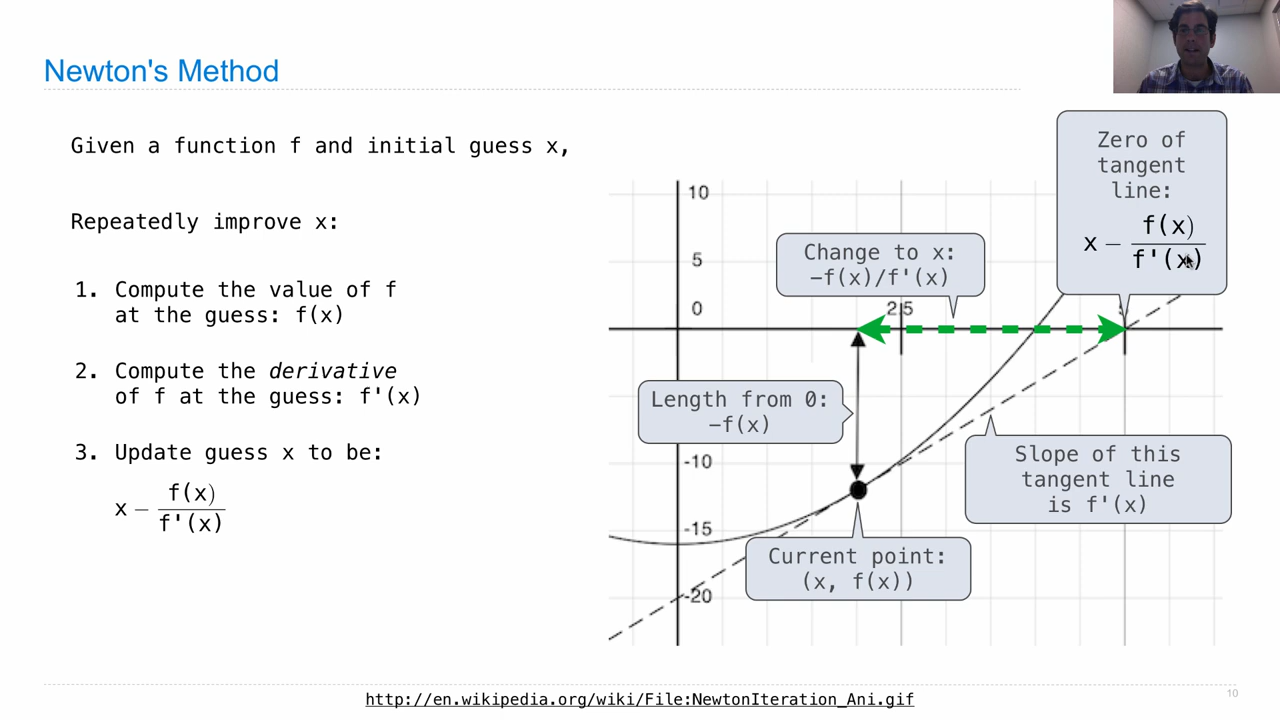 Newton's Method
Given a function f and initial guess x,
Repeatedly improve x:
1. Compute the value of f
at the guess: f(x)
2. Compute the derivative
of f at the guess: f'(x)
3. Update guess x to be:
x − f(x)/f'(x)
Zero of
tangent
line:
x − f(x)/f'(x)
Change to x:
−f(x)/f'(x)
Length from 0:
−f(x)
Slope of this
tangent line
is f'(x)
Current point:
(x, f(x))
10
5
0
2.5
-10
-15
-20
http://en.wikipedia.org/wiki/File:NewtonIteration_Ani.gif
10